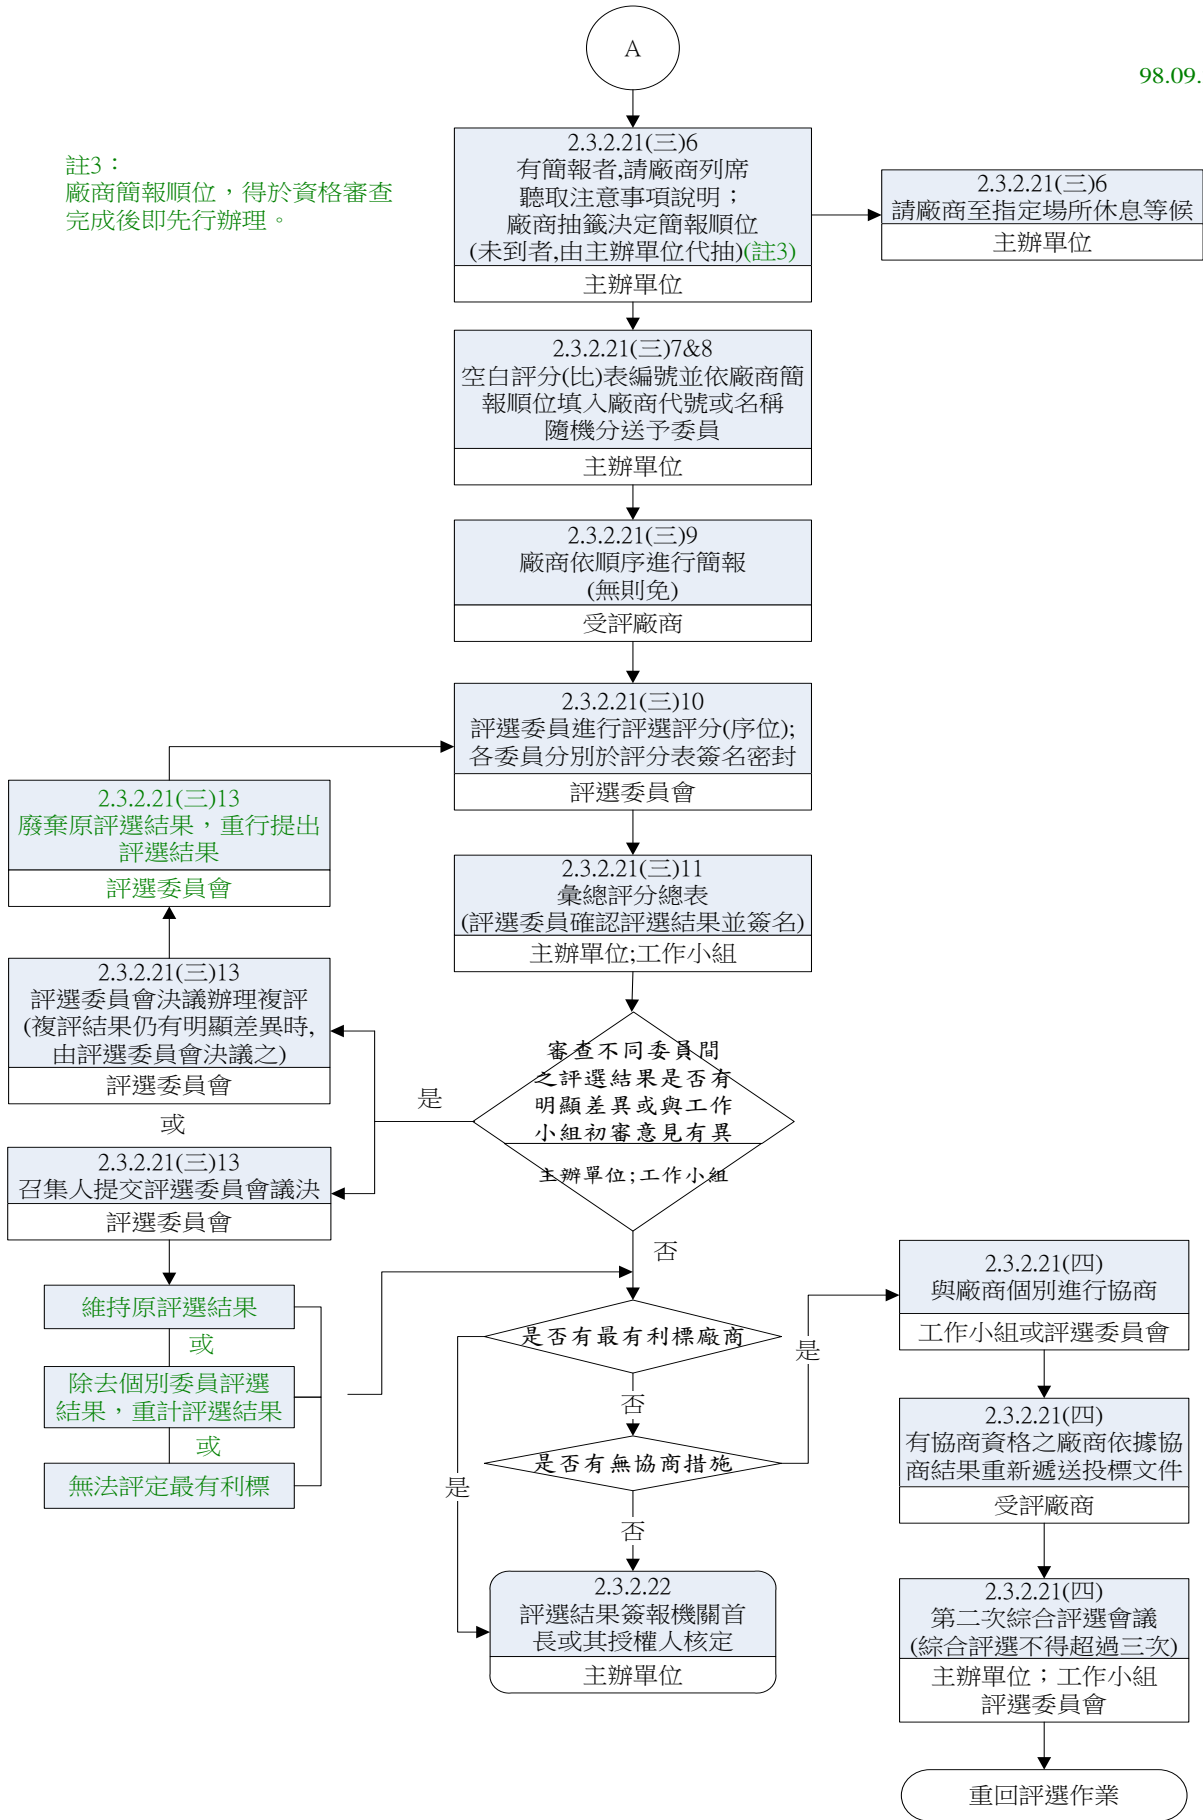 A
98.09.
註3：
廠商簡報順位，得於資格審查
完成後即先行辦理。
2.3.2.21(三)6
有簡報者,請廠商列席
聽取注意事項說明；
廠商抽籤決定簡報順位
(未到者,由主辦單位代抽)(註3)
主辦單位
2.3.2.21(三)6
請廠商至指定場所休息等候
主辦單位
2.3.2.21(三)7&8
空白評分(比)表編號並依廠商簡
報順位填入廠商代號或名稱
隨機分送予委員
主辦單位
2.3.2.21(三)9
廠商依順序進行簡報
(無則免)
受評廠商
2.3.2.21(三)10
評選委員進行評選評分(序位);
各委員分別於評分表簽名密封
評選委員會
2.3.2.21(三)13
廢棄原評選結果，重行提出
評選結果
評選委員會
2.3.2.21(三)11
彙總評分總表
(評選委員確認評選結果並簽名)
主辦單位;工作小組
2.3.2.21(三)13
評選委員會決議辦理複評
(複評結果仍有明顯差異時,
由評選委員會決議之)
評選委員會
或
2.3.2.21(三)13
召集人提交評選委員會議決
評選委員會
是
審查不同委員間
之評選結果是否有
明顯差異或與工作
小組初審意見有異
主辦單位;工作小組
否
維持原評選結果
或
除去個別委員評選
結果，重計評選結果
或
無法評定最有利標
是否有最有利標廠商
否
是
是否有無協商措施
是
否
2.3.2.22
評選結果簽報機關首
長或其授權人核定
主辦單位
2.3.2.21(四)
與廠商個別進行協商
工作小組或評選委員會
2.3.2.21(四)
有協商資格之廠商依據協
商結果重新遞送投標文件
受評廠商
2.3.2.21(四)
第二次綜合評選會議
(綜合評選不得超過三次)
主辦單位；工作小組
評選委員會
重回評選作業